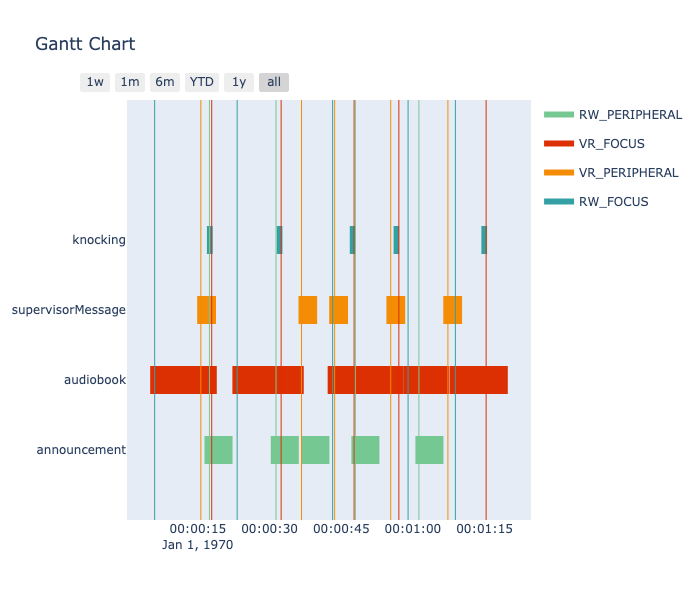 Gantt Chart
1w 1m 6m YTD 1y all
RW_PERIPHERAL
VR_FOCUS
VR_PERIPHERAL
RW_FOCUS
knocking
supervisorMessage
audiobook
announcement
00:00:15 00:00:30 00:00:45 00:01:00 00:01:15
Jan 1, 1970